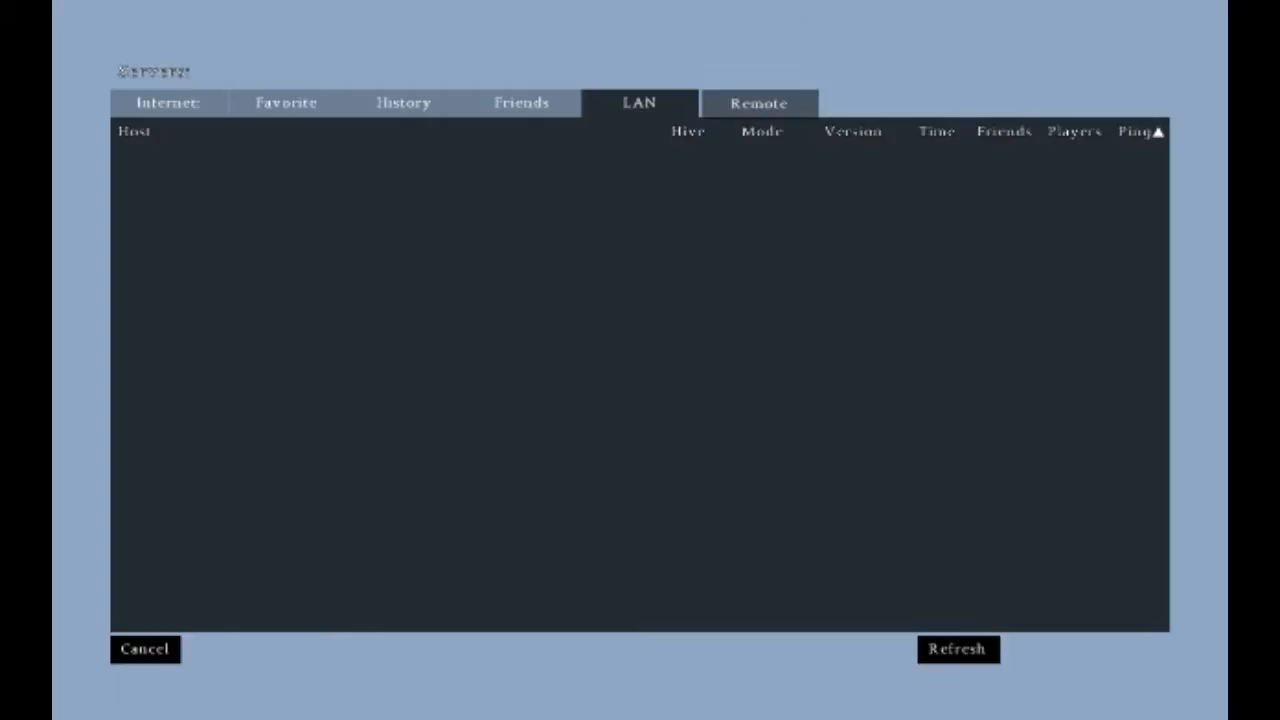 Servers:
Internet Favorite History Friends LAN Remote
Host Hive Mode Version Time Friends Players Ping▲
Cancel Refresh